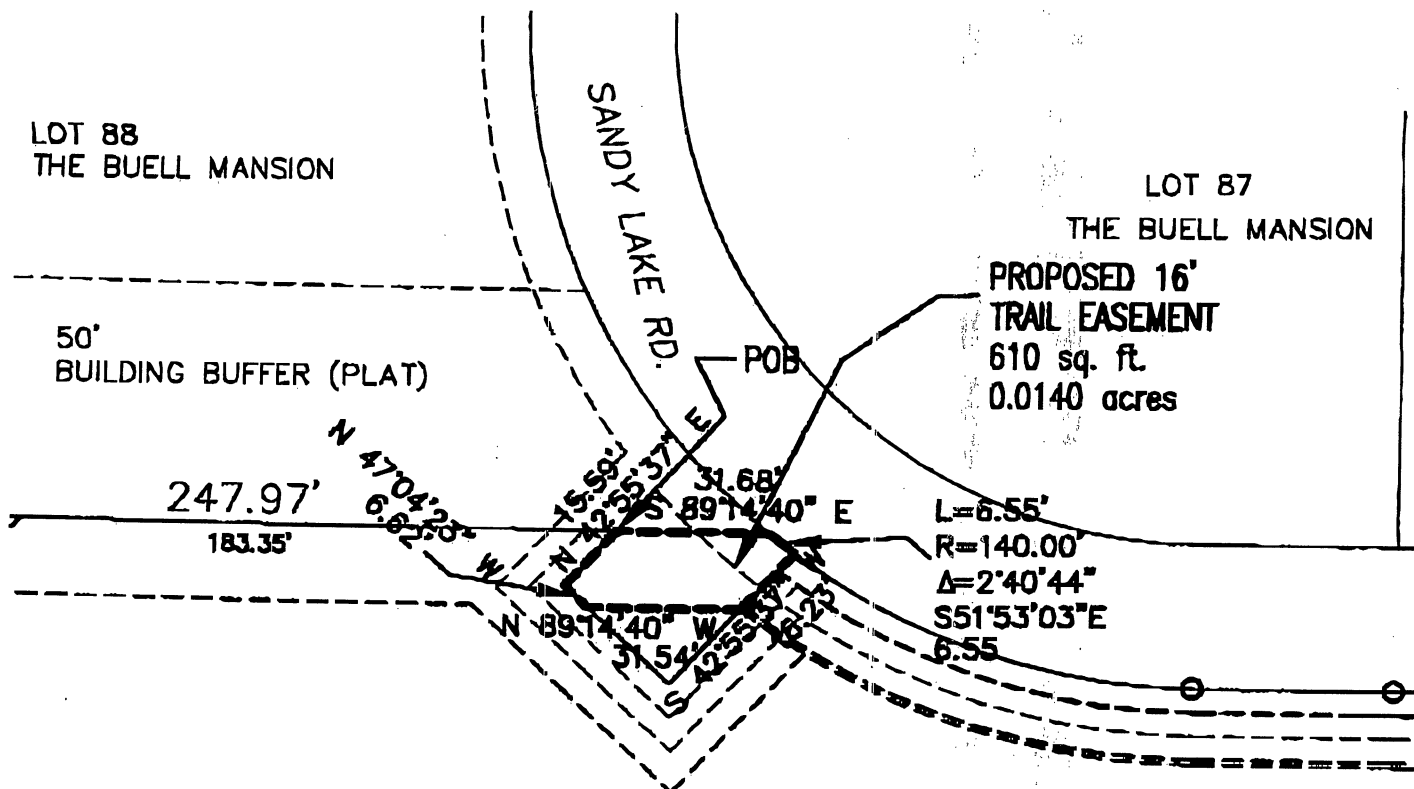 LOT 88
THE BUELL MANSION
SANDY LAKE RD.
LOT 87
THE BUELL MANSION
PROPOSED 16'
TRAIL EASEMENT
610 sq. ft.
0.0140 acres
50'
BUILDING BUFFER (PLAT)
POB
N 47°04'23" W
6.62'
247.97'
183.35'
15.59'
N 42°55'37" E
31.68'
S 89°14'40" E
L=6.55'
R=140.00'
Δ=2°40'44"
S51°53'03"E
6.55
N 89°14'40" W
31.54'
S 42°55'37" W
16.23'